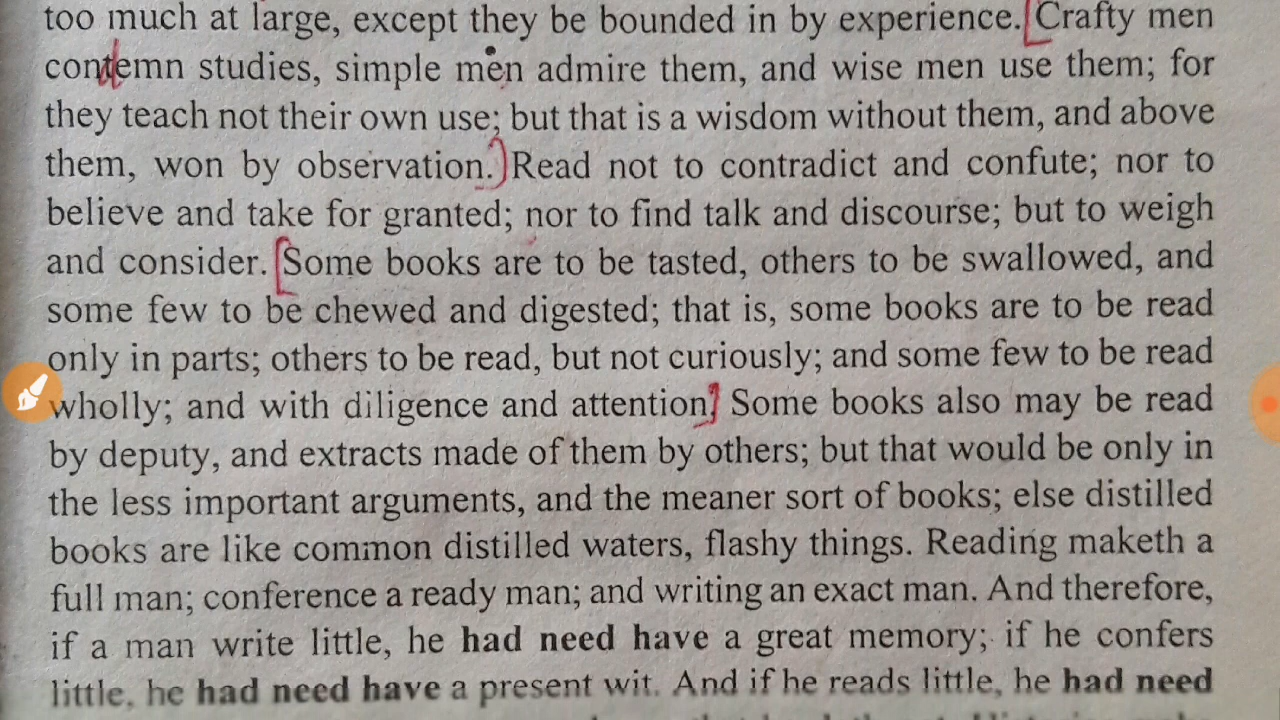 too much at large, except they be bounded in by experience. Crafty men
contemn studies, simple men admire them, and wise men use them; for
they teach not their own use; but that is a wisdom without them, and above
them, won by observation. Read not to contradict and confute; nor to
believe and take for granted; nor to find talk and discourse; but to weigh
and consider. Some books are to be tasted, others to be swallowed, and
some few to be chewed and digested; that is, some books are to be read
only in parts; others to be read, but not curiously; and some few to be read
wholly; and with diligence and attention. Some books also may be read
by deputy, and extracts made of them by others; but that would be only in
the less important arguments, and the meaner sort of books; else distilled
books are like common distilled waters, flashy things. Reading maketh a
full man; conference a ready man; and writing an exact man. And therefore,
if a man write little, he had need have a great memory; if he confers
little, he had need have a present wit. And if he reads little, he had need